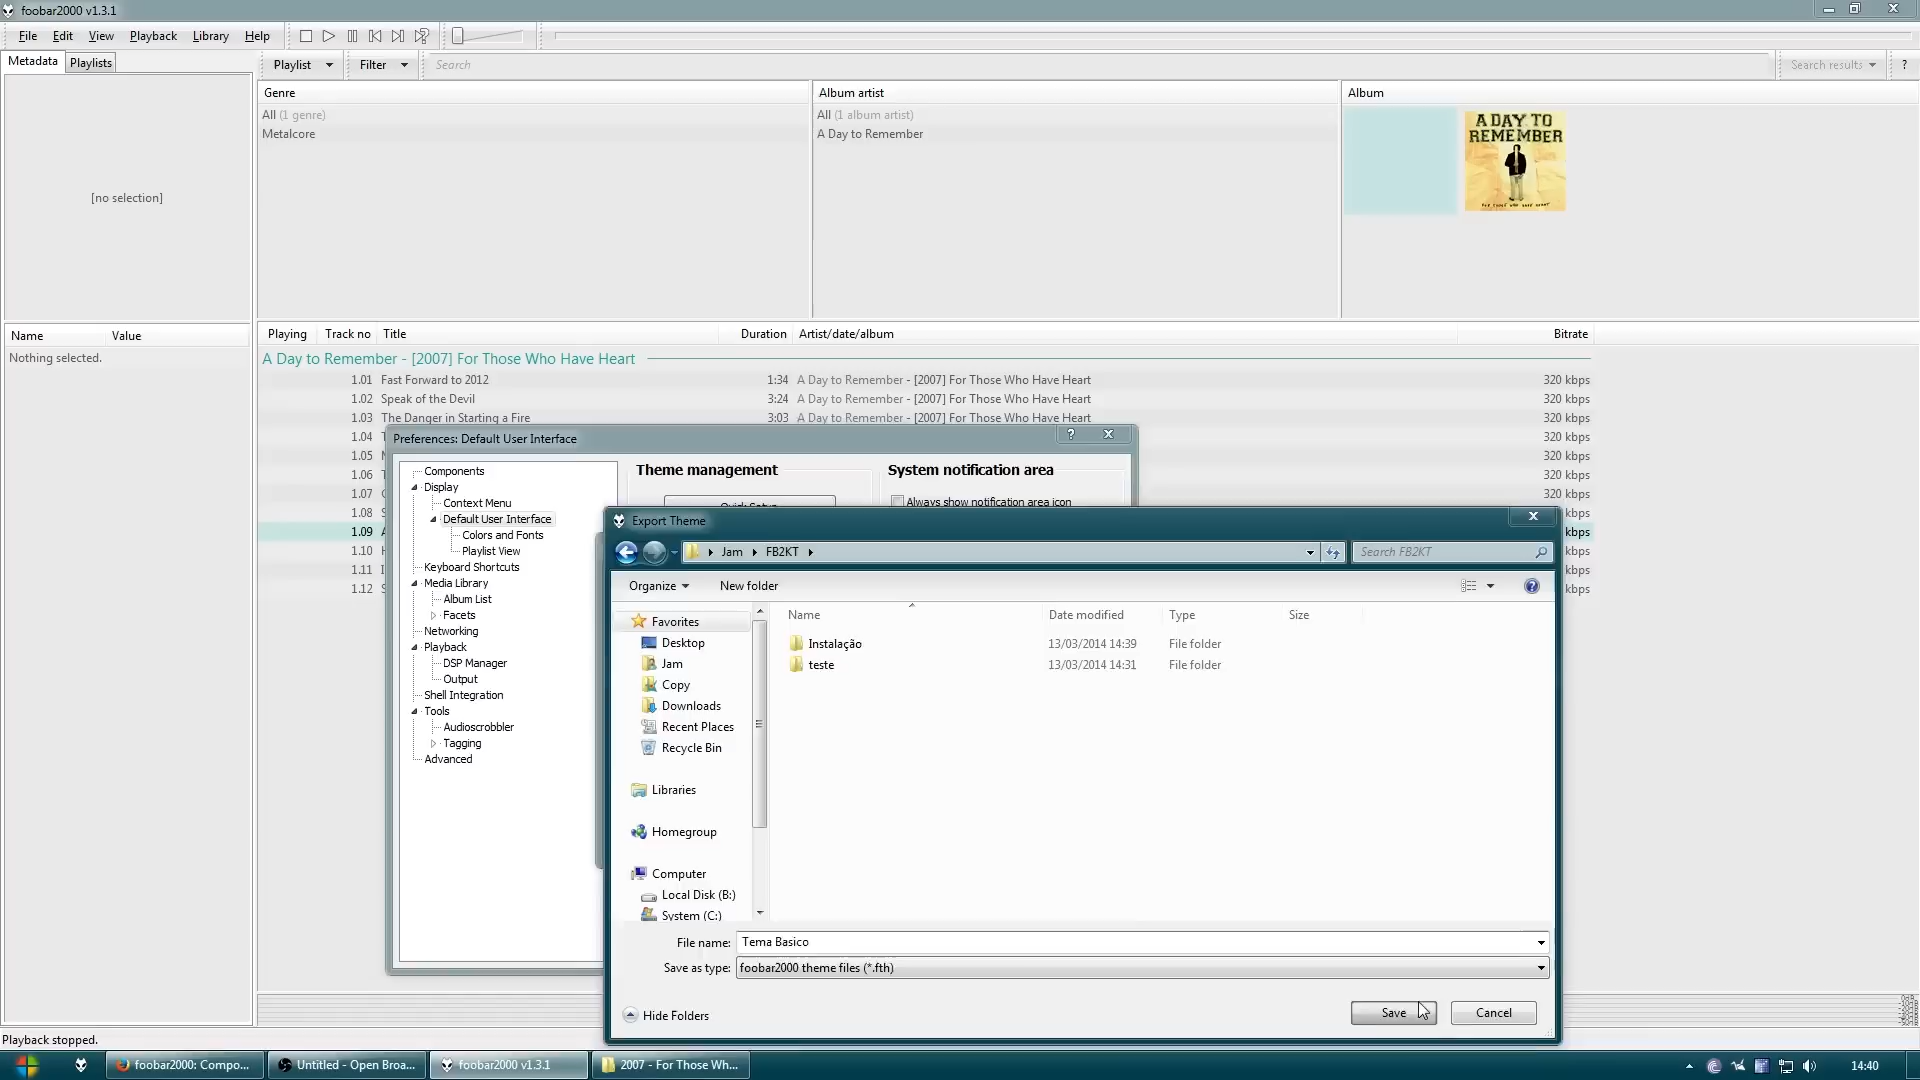 foobar2000 v1.3.1
File Edit View Playback Library Help
Metadata Playlists
Playlist Filter Search Search results ?
Genre Album artist Album
All (1 genre) All (1 album artist)
Metalcore A Day to Remember
A DAY TO
REMEMBER
FOR THOSE WHO HAVE HEART
[no selection]
Name Value
Nothing selected.
Playing Track no Title Duration Artist/date/album Bitrate
A Day to Remember - [2007] For Those Who Have Heart
1.01 Fast Forward to 2012 1:34 A Day to Remember - [2007] For Those Who Have Heart 320 kbps
1.02 Speak of the Devil 3:24 A Day to Remember - [2007] For Those Who Have Heart 320 kbps
1.03 The Danger in Starting a Fire 3:03 A Day to Remember - [2007] For Those Who Have Heart 320 kbps
1.04 320 kbps
1.05 320 kbps
1.06 320 kbps
1.07 320 kbps
1.08 kbps
1.09 kbps
1.10 kbps
1.11 kbps
1.12 kbps
Preferences: Default User Interface ?
Components
Display
Context Menu
Default User Interface
Colors and Fonts
Playlist View
Keyboard Shortcuts
Media Library
Album List
Facets
Networking
Playback
DSP Manager
Output
Shell Integration
Tools
Audioscrobbler
Tagging
Advanced
Theme management System notification area
Quick Setup Always show notification area icon
Export Theme
Jam FB2KT Search FB2KT
Organize New folder
Name Date modified Type Size
Instalação 13/03/2014 14:39 File folder
teste 13/03/2014 14:31 File folder
Favorites
Desktop
Jam
Copy
Downloads
Recent Places
Recycle Bin
Libraries
Homegroup
Computer
Local Disk (B:)
System (C:)
File name: Tema Basico
Save as type: foobar2000 theme files (*.fth)
Hide Folders Save Cancel
Playback stopped.
foobar2000: Compo... Untitled - Open Broa... foobar2000 v1.3.1 2007 - For Those Wh... 14:40